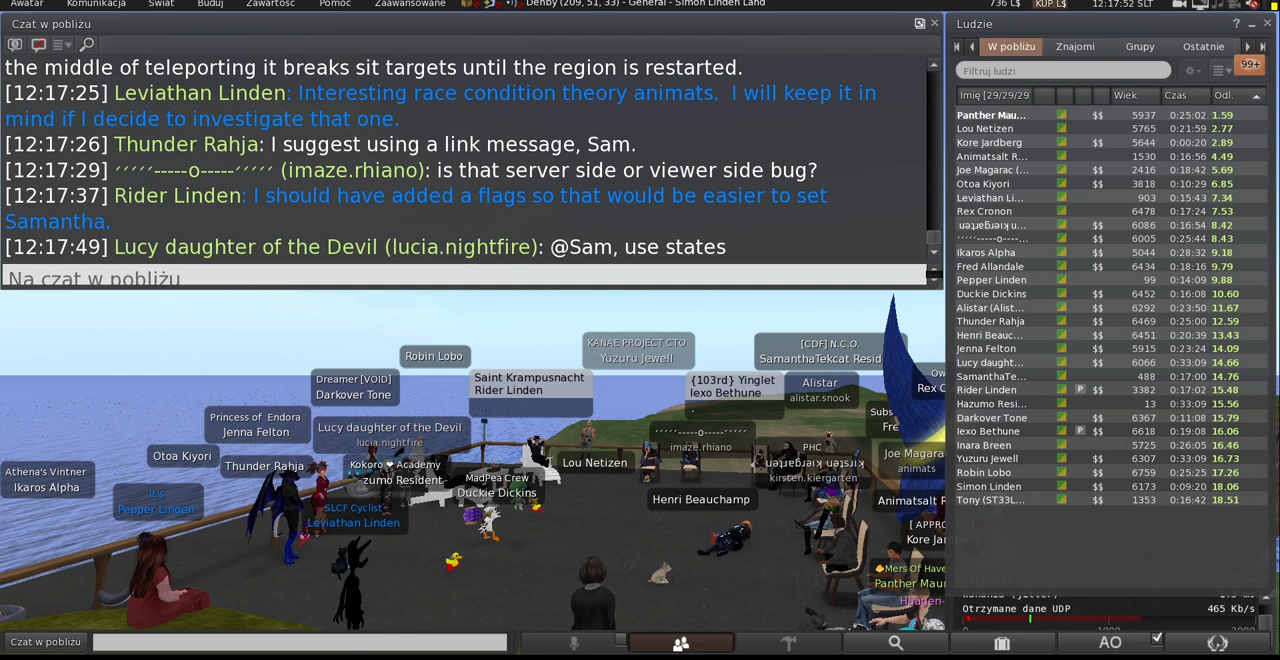 Awatar Komunikacja Świat Buduj Zawartość Pomoc Zaawansowane Denby (209, 51, 33) - General - Simon Linden Land 736 L$ KUP L$ 12:17:52 SLT
Czat w pobliżu
the middle of teleporting it breaks sit targets until the region is restarted.
[12:17:25] Leviathan Linden: Interesting race condition theory animats. I will keep it in
mind if I decide to investigate that one.
[12:17:26] Thunder Rahja: I suggest using a link message, Sam.
[12:17:29] ´´´´´-----o-----´´´´´ (imaze.rhiano): is that server side or viewer side bug?
[12:17:37] Rider Linden: I should have added a flags so that would be easier to set
Samantha.
[12:17:49] Lucy daughter of the Devil (lucia.nightfire): @Sam, use states
Na czat w pobliżu
Robin Lobo
KANAE PROJECT CTO
Yuzuru Jewell
[CDF] N.C.O.
SamanthaTekcat Resid
Dreamer [VOID]
Darkover Tone
Saint Krampusnacht
Rider Linden
{103rd} Yinglet
Iexo Bethune
Alistar
alistar.snook
Ow
Rex C
Princess of Endora
Jenna Felton
Lucy daughter of the Devil
lucia.nightfire
´´´´´-----o-----´´´´´
imaze.rhiano
Subs
Fre
Otoa Kiyori
Thunder Rahja
Kokoro ❤ Academy
zumo Resident
Lou Netizen
PHC
kirsten.kiergarten
Joe Magara
animats
Athena's Vintner
Ikaros Alpha
MadPea Crew
Duckie Dickins
It's
Pepper Linden
SLCF Cyclist
Leviathan Linden
Henri Beauchamp
Animatsalt R
[ APPRO
Kore Jar
Mers Of Have
Panther Maur
Haagen-
Czat w pobliżu
Ludzie
W pobliżu Znajomi Grupy Ostatnie
Filtruj ludzi
99+
Imię [29/29/29 Wiek Czas Odl.
Panther Mau... $$ 5937 0:25:02 1.59
Lou Netizen 5765 0:21:59 2.77
Kore Jardberg $$ 5644 0:00:20 2.89
Animatsalt R... 1530 0:16:56 4.49
Joe Magarac (... $$ 2416 0:18:42 5.69
Otoa Kiyori $$ 3818 0:10:29 6.85
Leviathan Li... 903 0:15:43 7.34
Rex Cronon 6478 0:17:24 7.53
$$ 6086 0:16:54 8.42
´´´´´-----o----... $$ 6005 0:25:44 8.43
Ikaros Alpha $$ 5044 0:28:32 9.18
Fred Allandale $$ 6434 0:18:16 9.79
Pepper Linden 99 0:14:09 9.88
Duckie Dickins $$ 6452 0:16:08 10.60
Alistar (Alist... $$ 6292 0:23:50 11.67
Thunder Rahja $$ 6469 0:25:00 12.59
Henri Beauc... $$ 6451 0:20:39 13.43
Jenna Felton $$ 5915 0:23:24 14.09
Lucy daught... $$ 6066 0:33:09 14.66
SamanthaTe... 488 0:17:00 14.76
Rider Linden P $$ 3382 0:17:02 15.48
Hazumo Resi... 13 0:33:09 15.56
Darkover Tone $$ 6367 0:11:08 15.79
Iexo Bethune P $$ 6618 0:19:08 16.06
Inara Breen 5725 0:26:05 16.46
Yuzuru Jewell $$ 6307 0:33:09 16.73
Robin Lobo $$ 6759 0:25:25 17.26
Simon Linden $$ 6173 0:09:20 18.06
Tony (ST33L... $$ 1353 0:16:42 18.51
Otrzymane dane UDP 465 Kb/s
AO